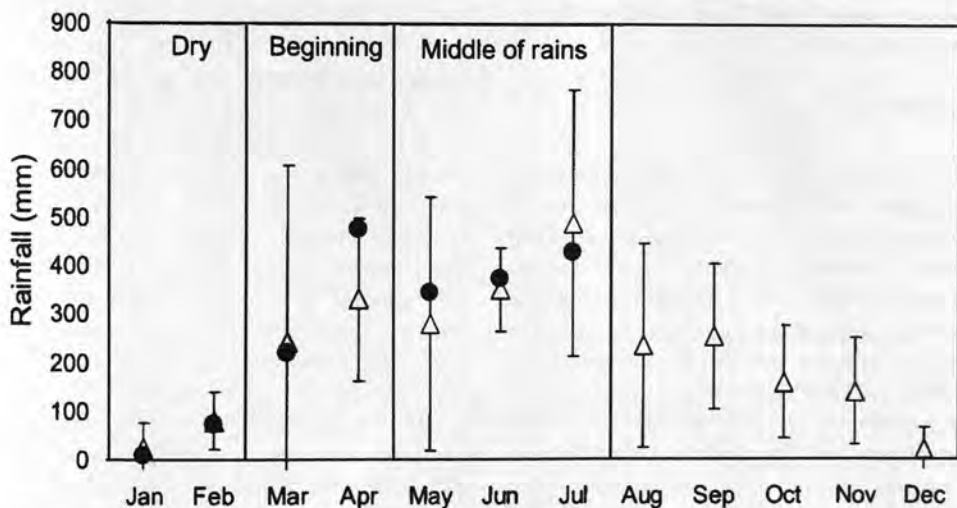 900
800
700
600
500
400
300
200
100
0
Rainfall (mm)
Dry
Beginning
Middle of rains
Jan Feb Mar Apr May Jun Jul Aug Sep Oct Nov Dec